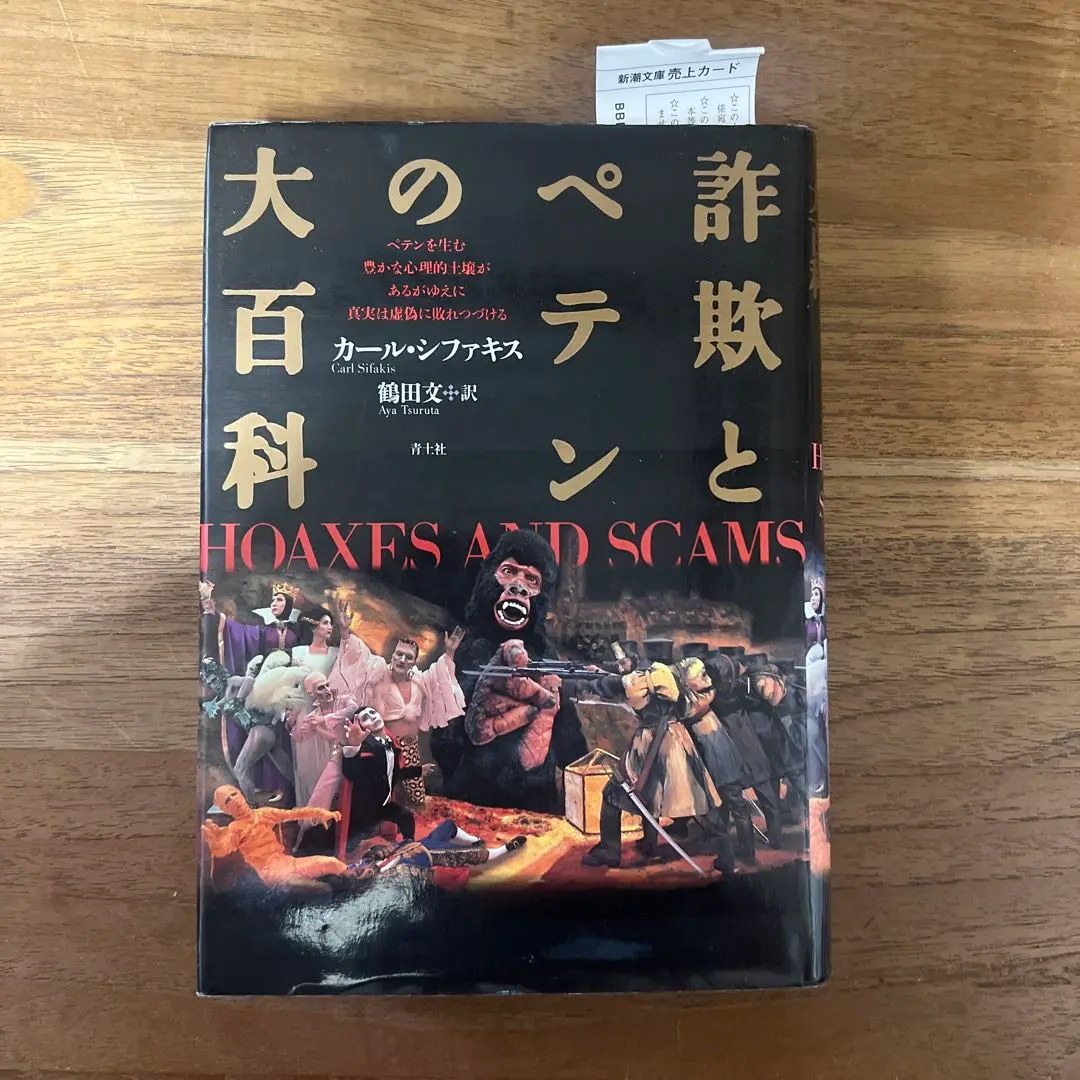 新潮文庫 売上カード
詐欺と
ペテン
の
大百科
ペテンを生む
豊かな心理的土壌が
あるがゆえに
真実は虚偽に敗れつづける
カール・シファキス
Carl Sifakis
鶴田文 訳
Aya Tsuruta
青土社
HOAXES AND SCAMS